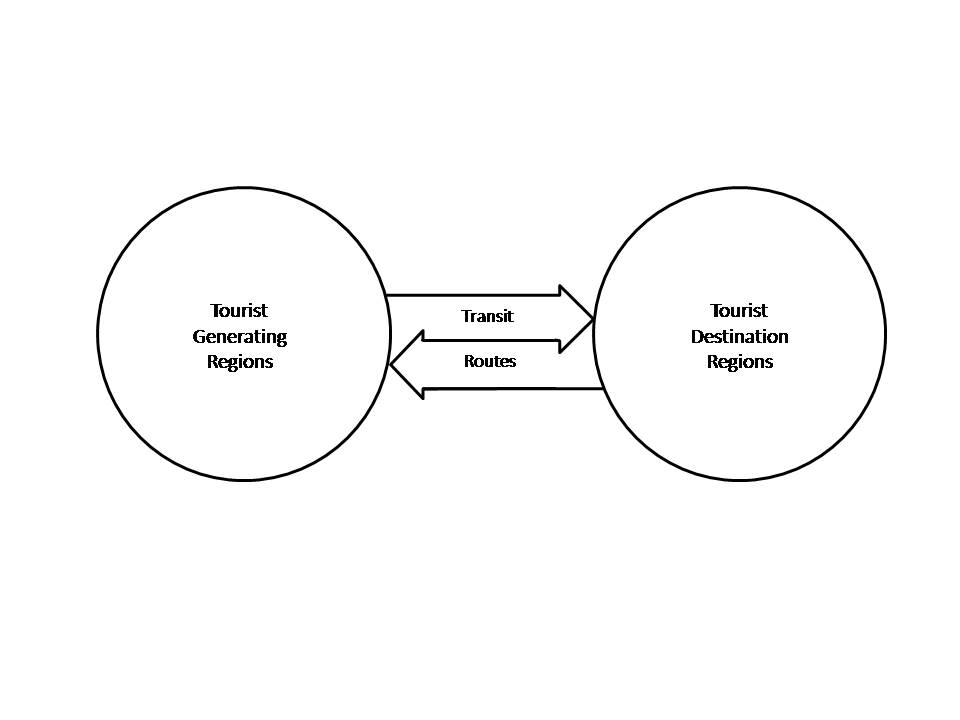 Tourist
Generating
Regions
Transit
Routes
Tourist
Destination
Regions